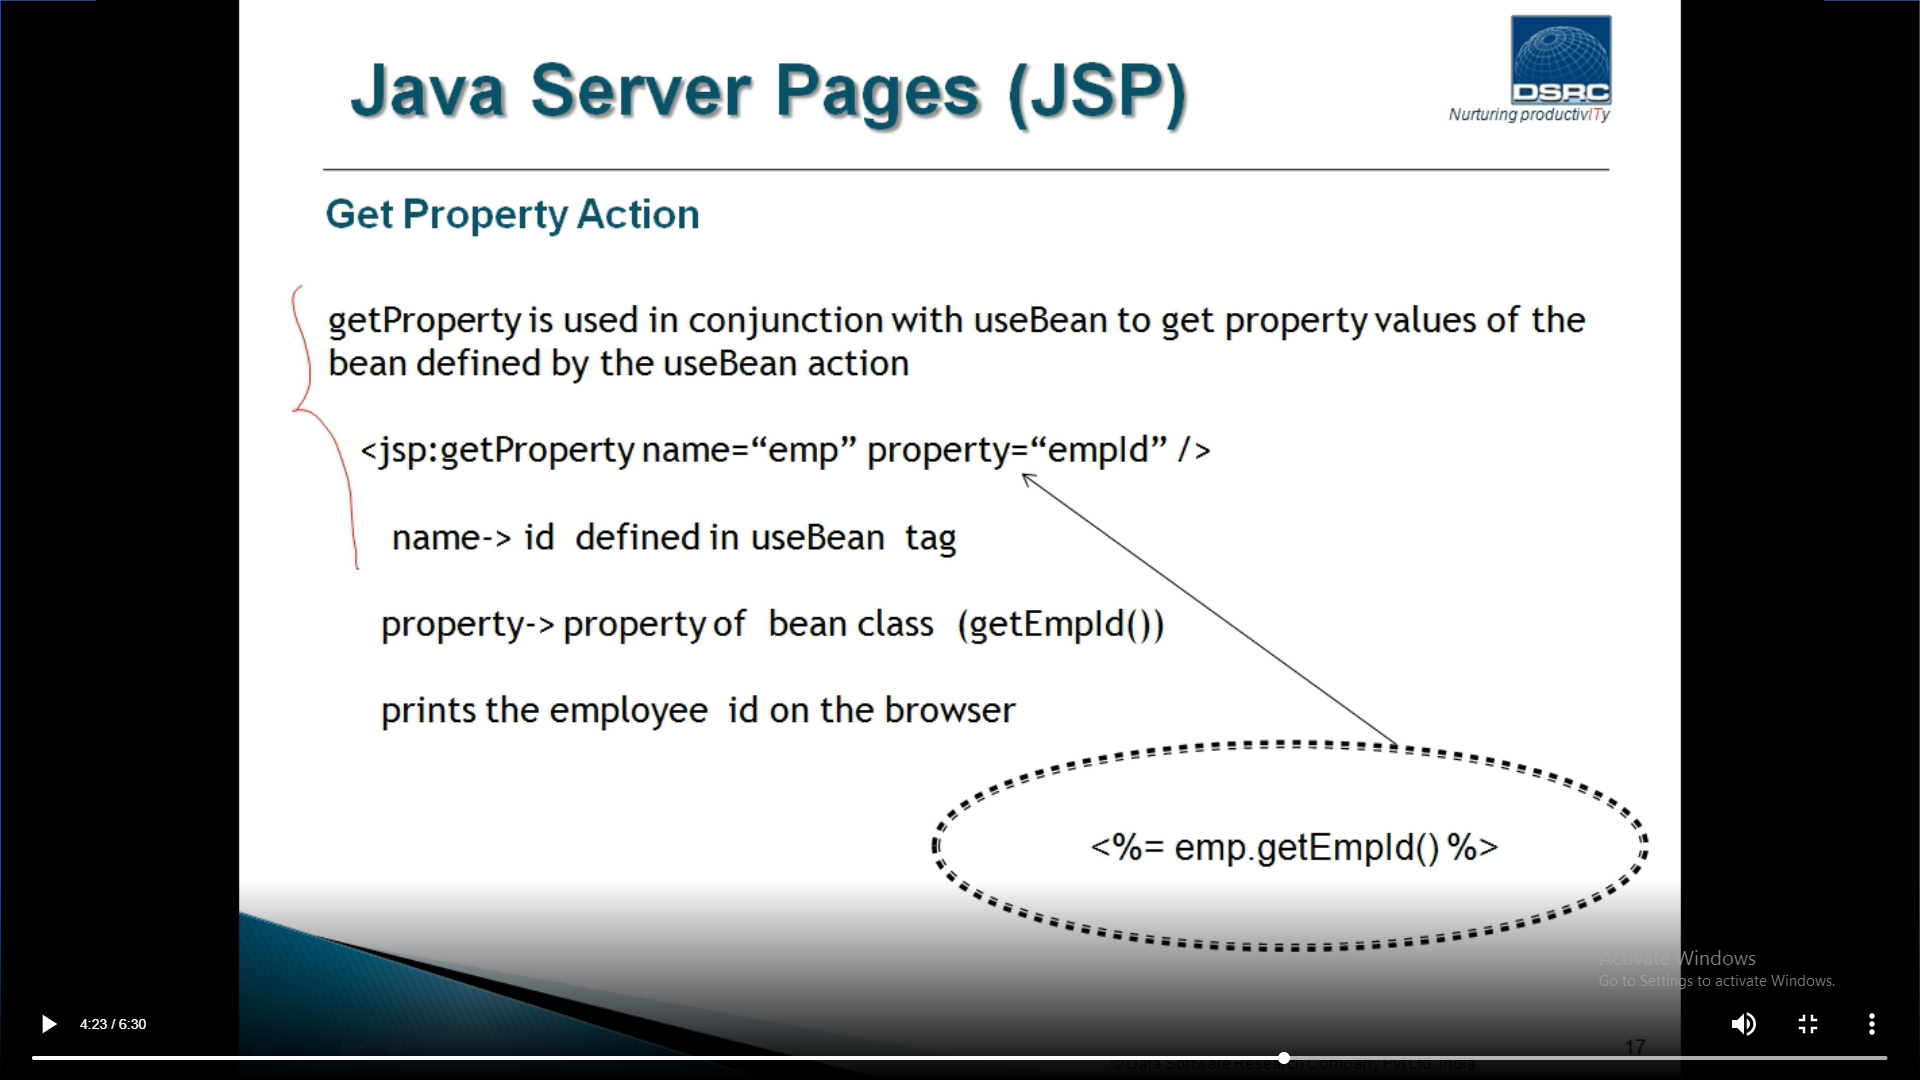 Java Server Pages (JSP)
DSRC
Nurturing productivITy
Get Property Action
getProperty is used in conjunction with useBean to get property values of the
bean defined by the useBean action
<jsp:getProperty name=“emp” property=“empId” />
name-> id defined in useBean tag
property-> property of bean class (getEmpId())
prints the employee id on the browser
<%= emp.getEmpId() %>
Activate Windows
Go to Settings to activate Windows.
4:23 / 6:30
17
© Data Software Research Company Pvt Ltd. India